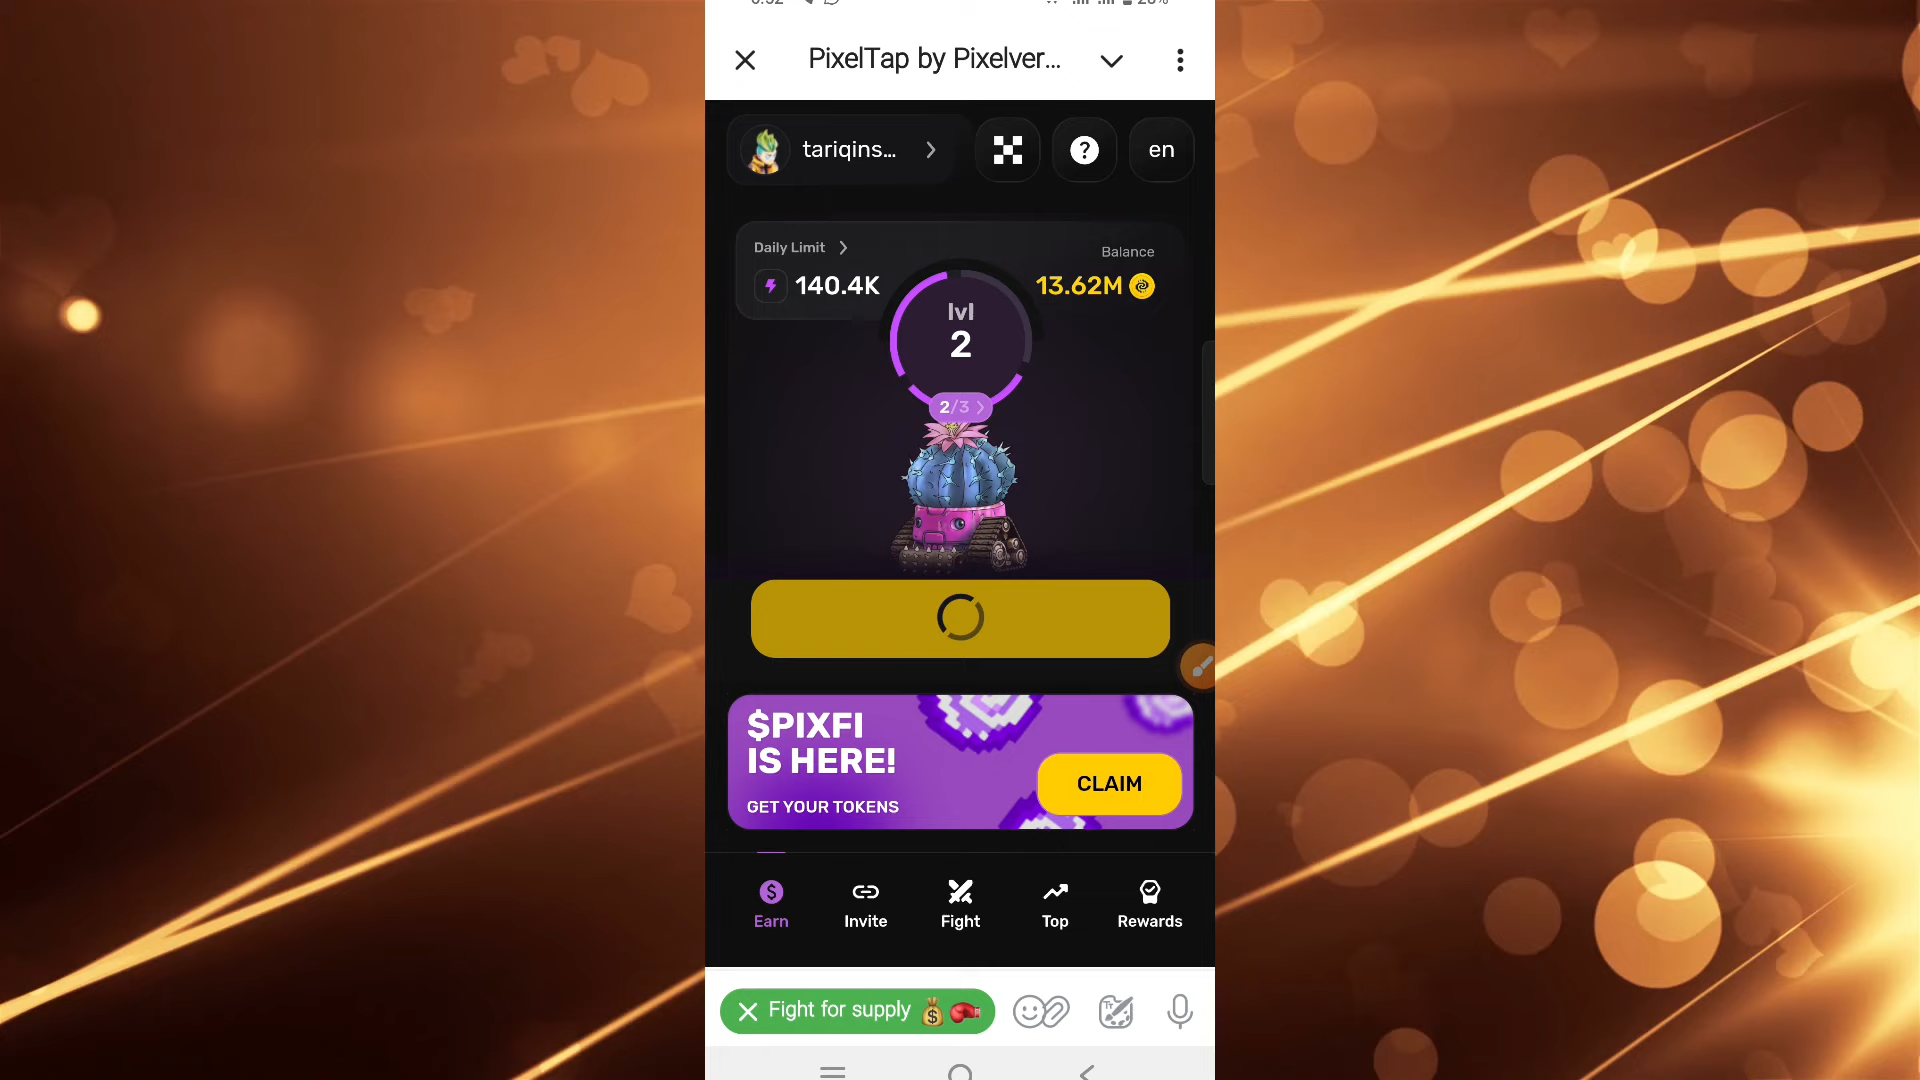 PixelTap by Pixelver...
tariqins...
en
Daily Limit
Balance
140.4K
13.62M
lvl
2
2/3
$PIXFI
IS HERE!
GET YOUR TOKENS
CLAIM
Earn
Invite
Fight
Top
Rewards
Fight for supply